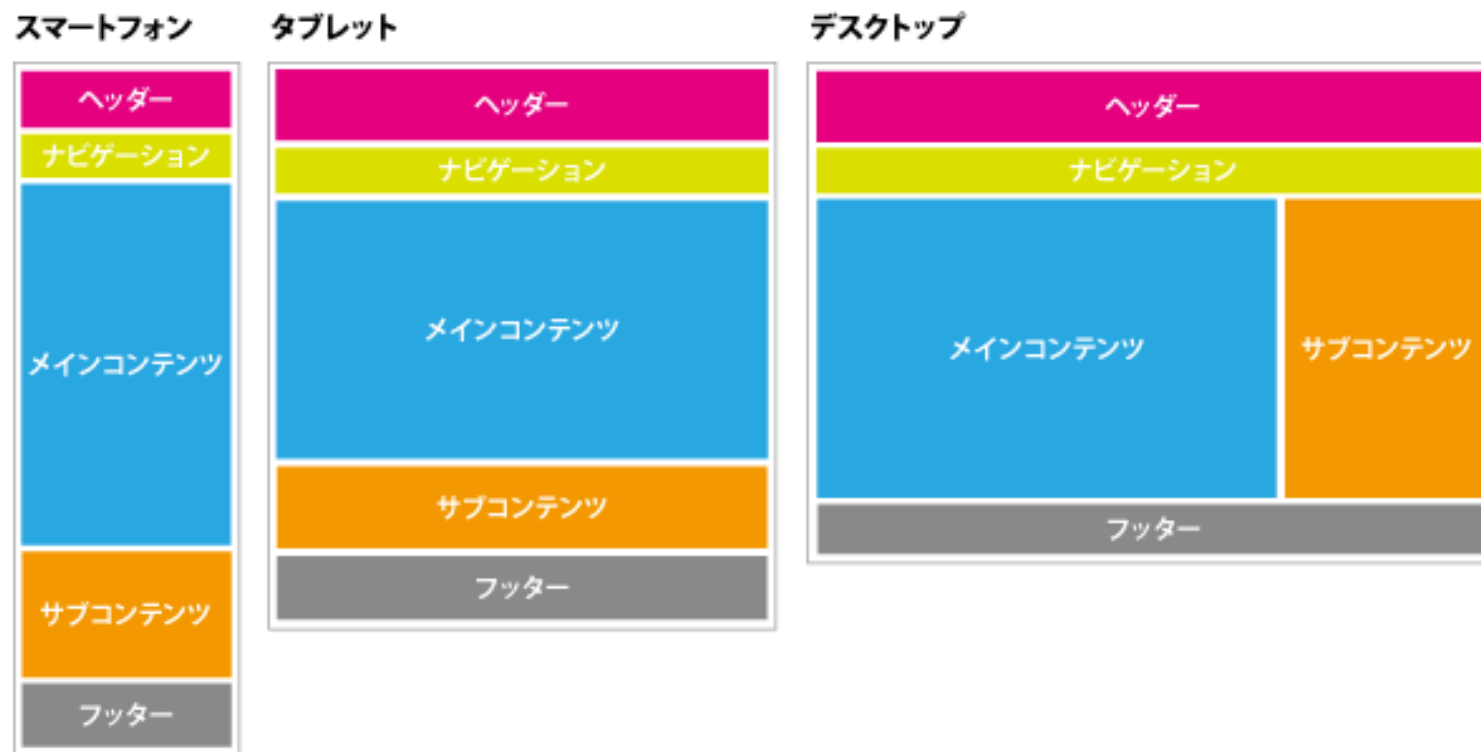 スマートフォン
ヘッダー
ナビゲーション
メインコンテンツ
サブコンテンツ
フッター
タブレット
ヘッダー
ナビゲーション
メインコンテンツ
サブコンテンツ
フッター
デスクトップ
ヘッダー
ナビゲーション
メインコンテンツ
サブコンテンツ
フッター